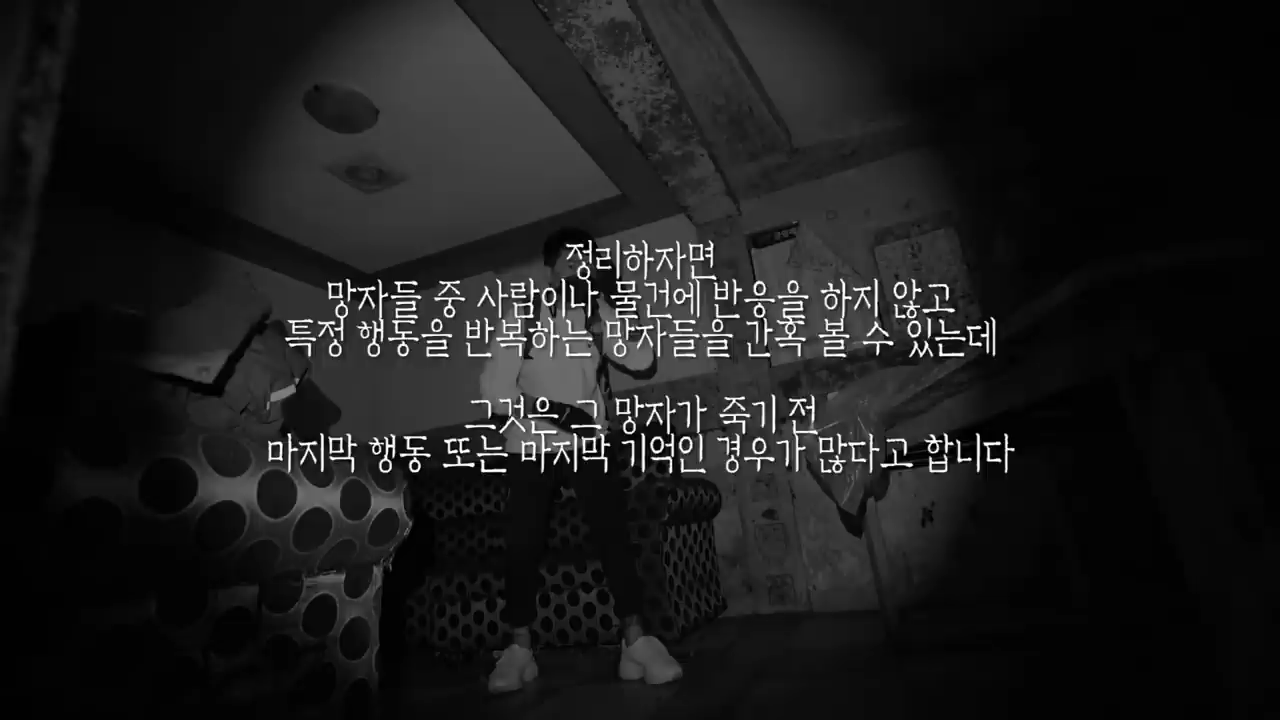 정리하자면
망자들 중 사람이나 물건에 반응을 하지 않고
특정 행동을 반복하는 망자들을 간혹 볼 수 있는데
그것은 그 망자가 죽기 전
마지막 행동 또는 마지막 기억인 경우가 많다고 합니다